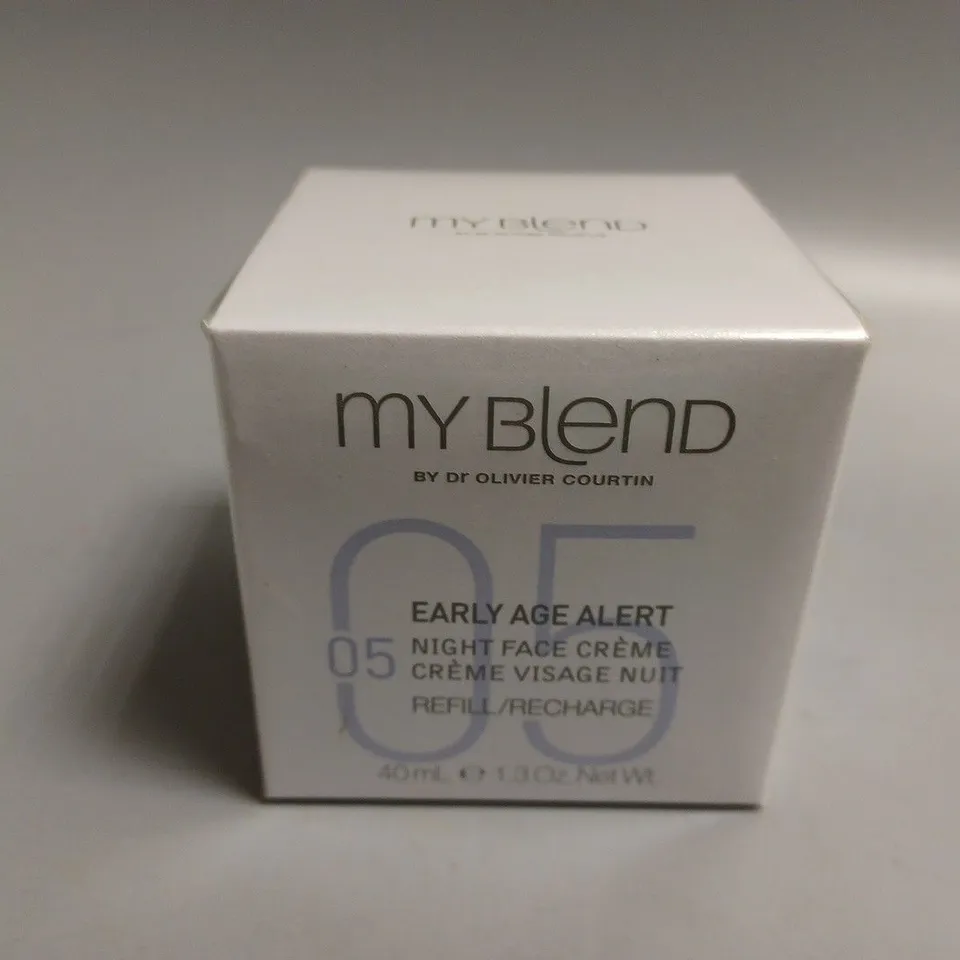 my Blend
my Blend
BY Dr OLIVIER COURTIN
05
EARLY AGE ALERT
05 NIGHT FACE CRÈME
CRÈME VISAGE NUIT
REFILL/RECHARGE
40 mL ℮ 1.3 Oz. Net Wt.